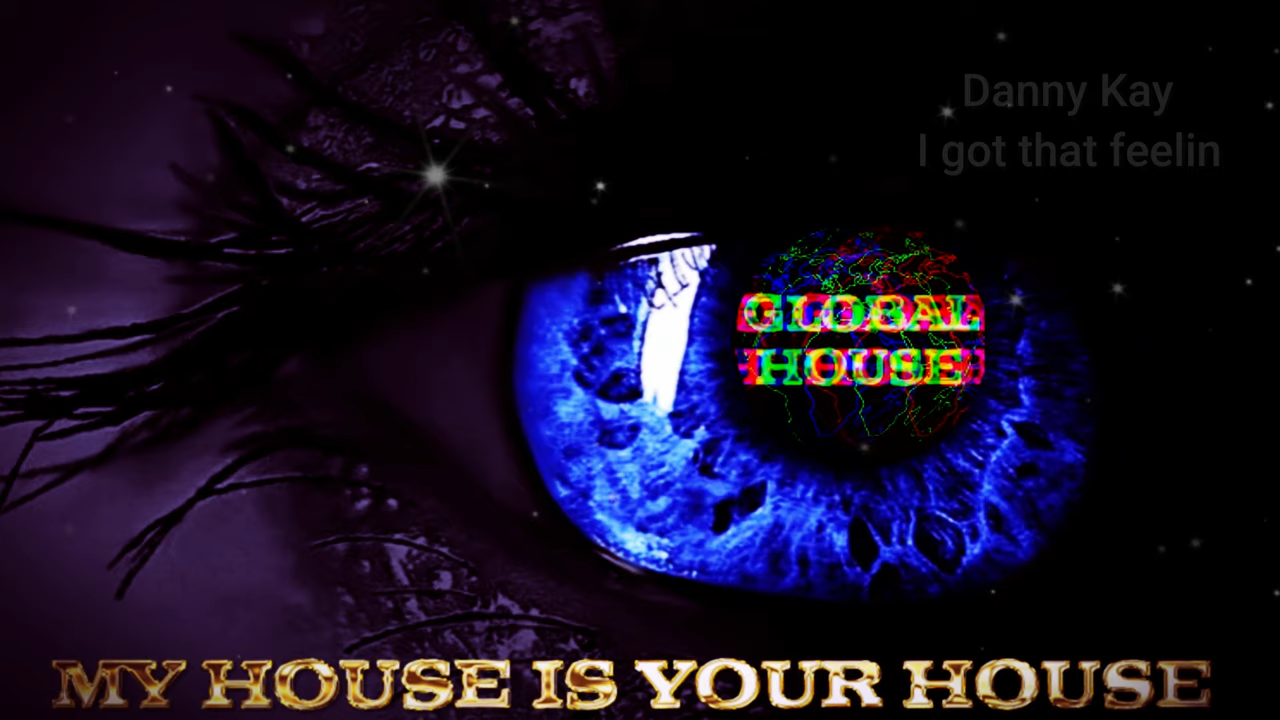 Danny Kay
I got that feelin
GLOBAL
HOUSE
MY HOUSE IS YOUR HOUSE